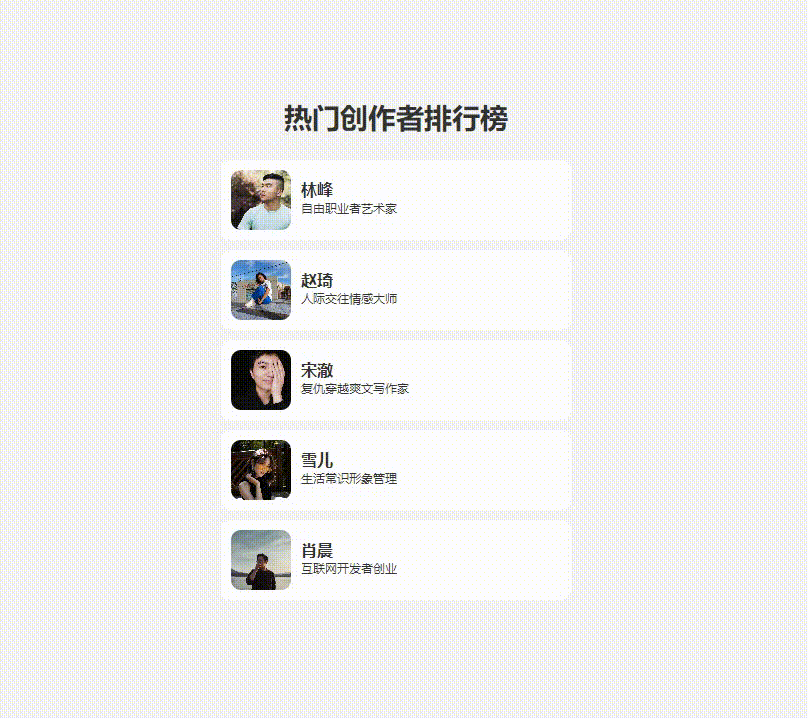 热门创作者排行榜
林峰
自由职业者艺术家
赵琦
人际交往情感大师
宋澈
复仇穿越爽文写作家
雪儿
生活常识形象管理
肖晨
互联网开发者创业